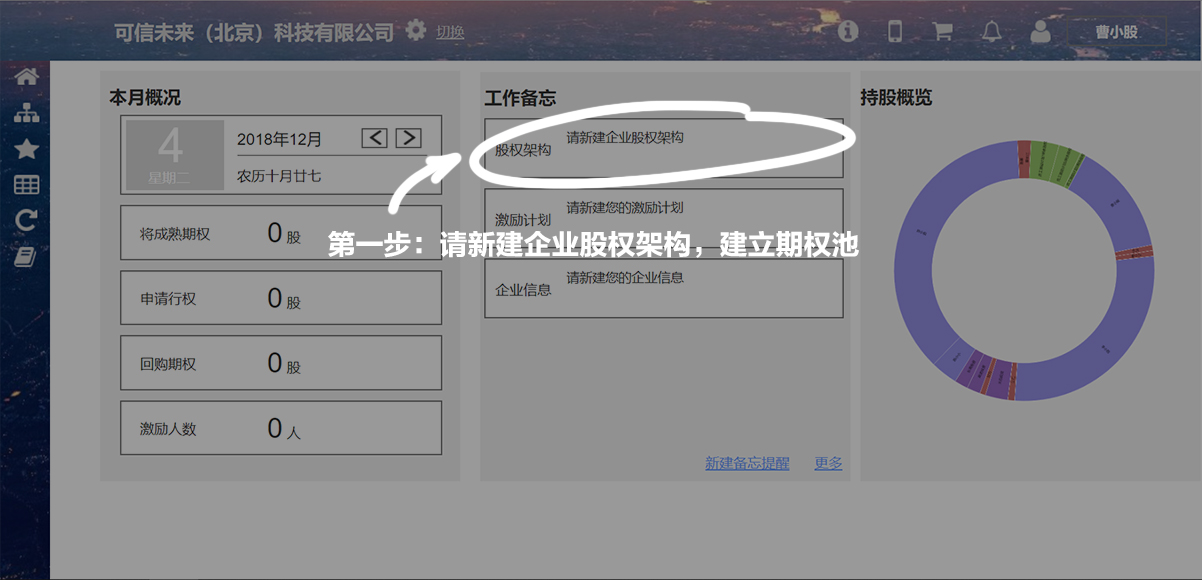 可信未来（北京）科技有限公司 切换
曹小股
本月概况
4
星期二
2018年12月
农历十月廿七
将成熟期权 0 股
申请行权 0 股
回购期权 0 股
激励人数 0 人
工作备忘
股权架构 请新建企业股权架构
激励计划 请新建您的激励计划
第一步：请新建企业股权架构，建立期权池
企业信息 请新建您的企业信息
新建备忘提醒 更多
持股概览